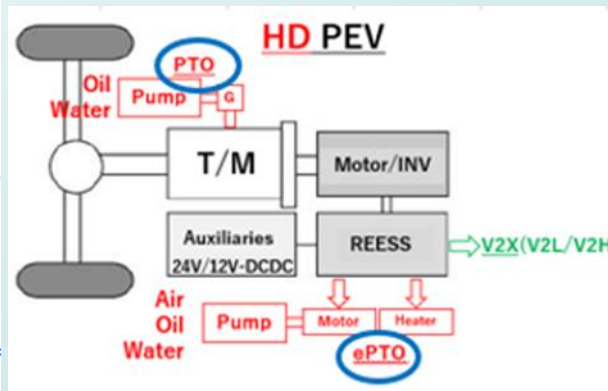 HD PEV
PTO
Oil
Water
Pump
G
T/M
Motor/INV
Auxiliaries
24V/12V-DCDC
REESS
V2X(V2L/V2H
Air
Oil
Water
Pump
Motor
Heater
ePTO